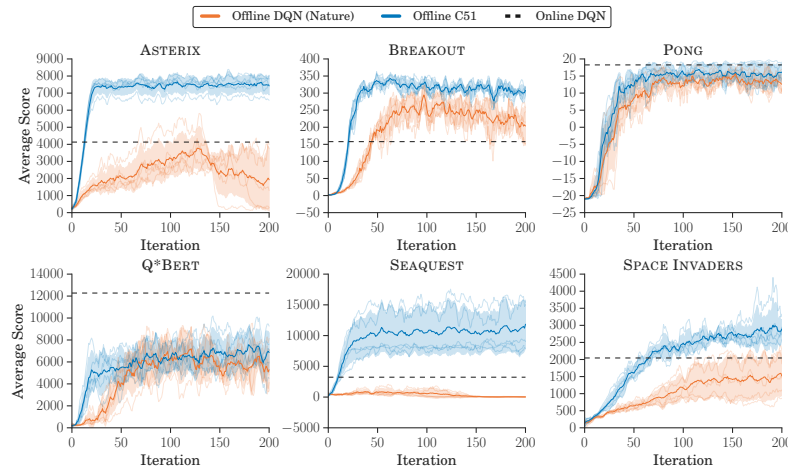 Offline DQN (Nature) Offline C51 Online DQN
ASTERIX
9000
8000
7000
6000
5000
4000
3000
2000
1000
0
Average Score
0 50 100 150 200
Iteration
BREAKOUT
400
350
300
250
200
150
100
50
0
−50
0 50 100 150 200
Iteration
PONG
20
15
10
5
0
−5
−10
−15
−20
−25
0 50 100 150 200
Iteration
Q*BERT
14000
12000
10000
8000
6000
4000
2000
0
Average Score
0 50 100 150 200
Iteration
SEAQUEST
20000
15000
10000
5000
0
−5000
0 50 100 150 200
Iteration
SPACE INVADERS
4500
4000
3500
3000
2500
2000
1500
1000
500
0
0 50 100 150 200
Iteration